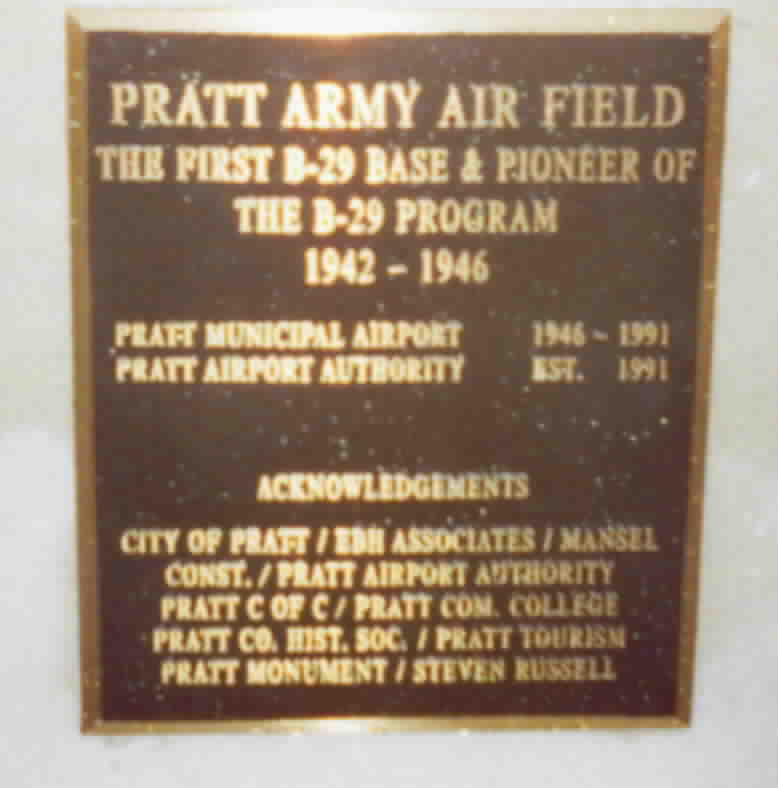 PRATT ARMY AIR FIELD
THE FIRST B-29 BASE & PIONEER OF
THE B-29 PROGRAM
1942 - 1946
PRATT MUNICIPAL AIRPORT 1946 - 1991
PRATT AIRPORT AUTHORITY EST. 1991
ACKNOWLEDGEMENTS
CITY OF PRATT / EBH ASSOCIATES / MANSEL
CONST. / PRATT AIRPORT AUTHORITY
PRATT C OF C / PRATT COM. COLLEGE
PRATT CO. HIST. SOC. / PRATT TOURISM
PRATT MONUMENT / STEVEN RUSSELL